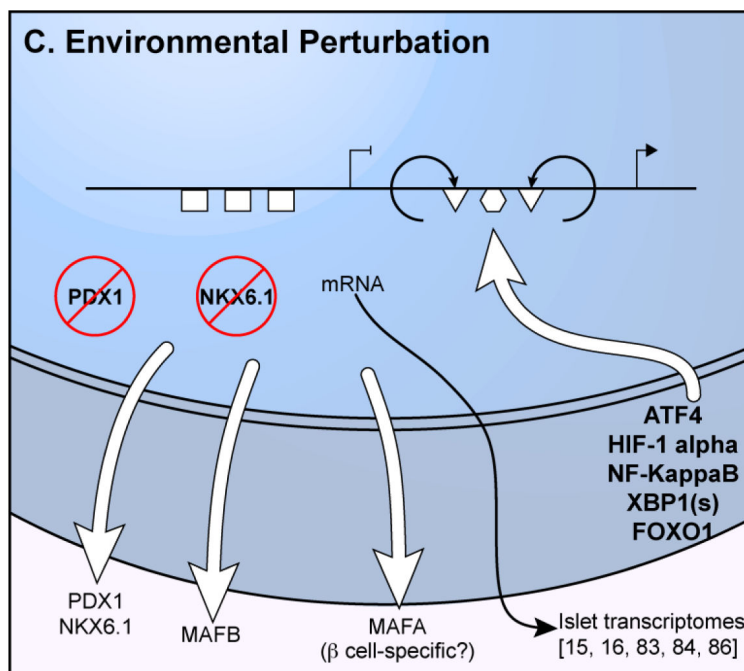 C. Environmental Perturbation
PDX1
NKX6.1
mRNA
ATF4
HIF-1 alpha
NF-KappaB
XBP1(s)
FOXO1
PDX1
NKX6.1
MAFB
MAFA
(β cell-specific?)
Islet transcriptomes
[15, 16, 83, 84, 86]